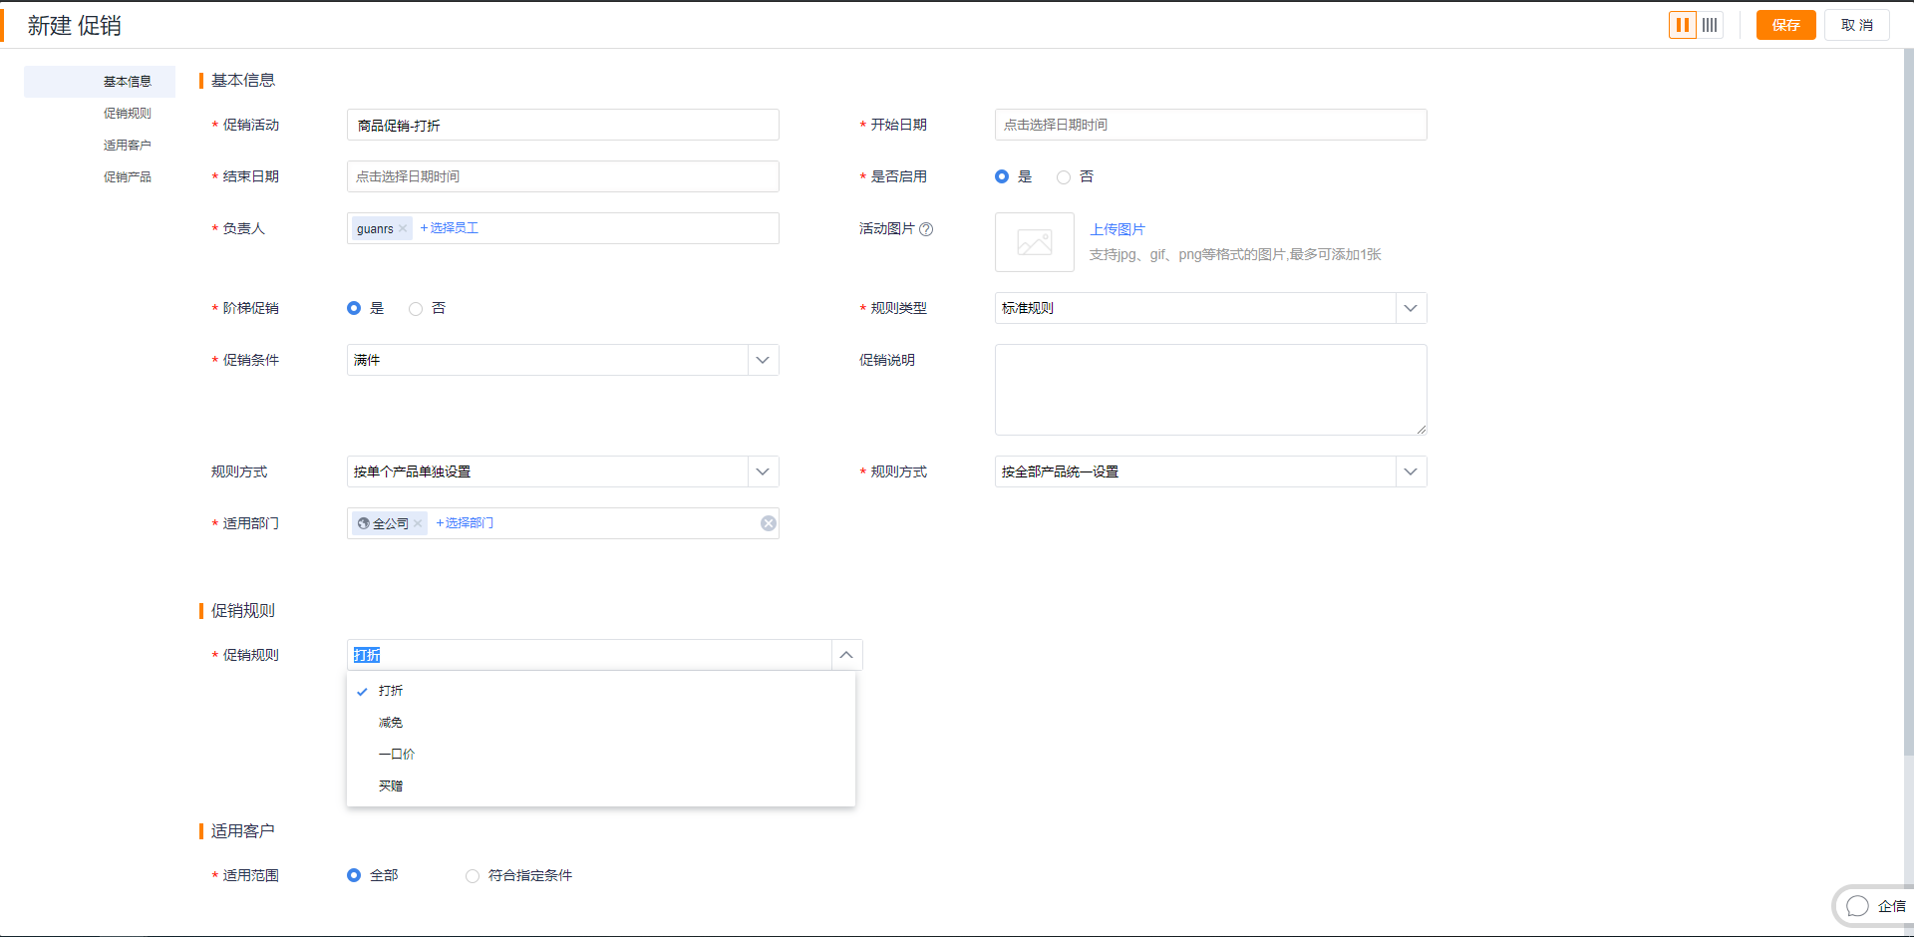 新建 促销
保存
取 消
基本信息
促销规则
适用客户
促销产品
基本信息
* 促销活动
商品促销-打折
* 开始日期
点击选择日期时间
* 结束日期
点击选择日期时间
* 是否启用
是
否
* 负责人
guanrs × +选择员工
活动图片 ?
上传图片
支持jpg、gif、png等格式的图片,最多可添加1张
* 阶梯促销
是
否
* 规则类型
标准规则
* 促销条件
满件
促销说明
规则方式
按单个产品单独设置
* 规则方式
按全部产品统一设置
* 适用部门
全公司 × +选择部门
促销规则
* 促销规则
打折
打折
减免
一口价
买赠
适用客户
* 适用范围
全部
符合指定条件
企信